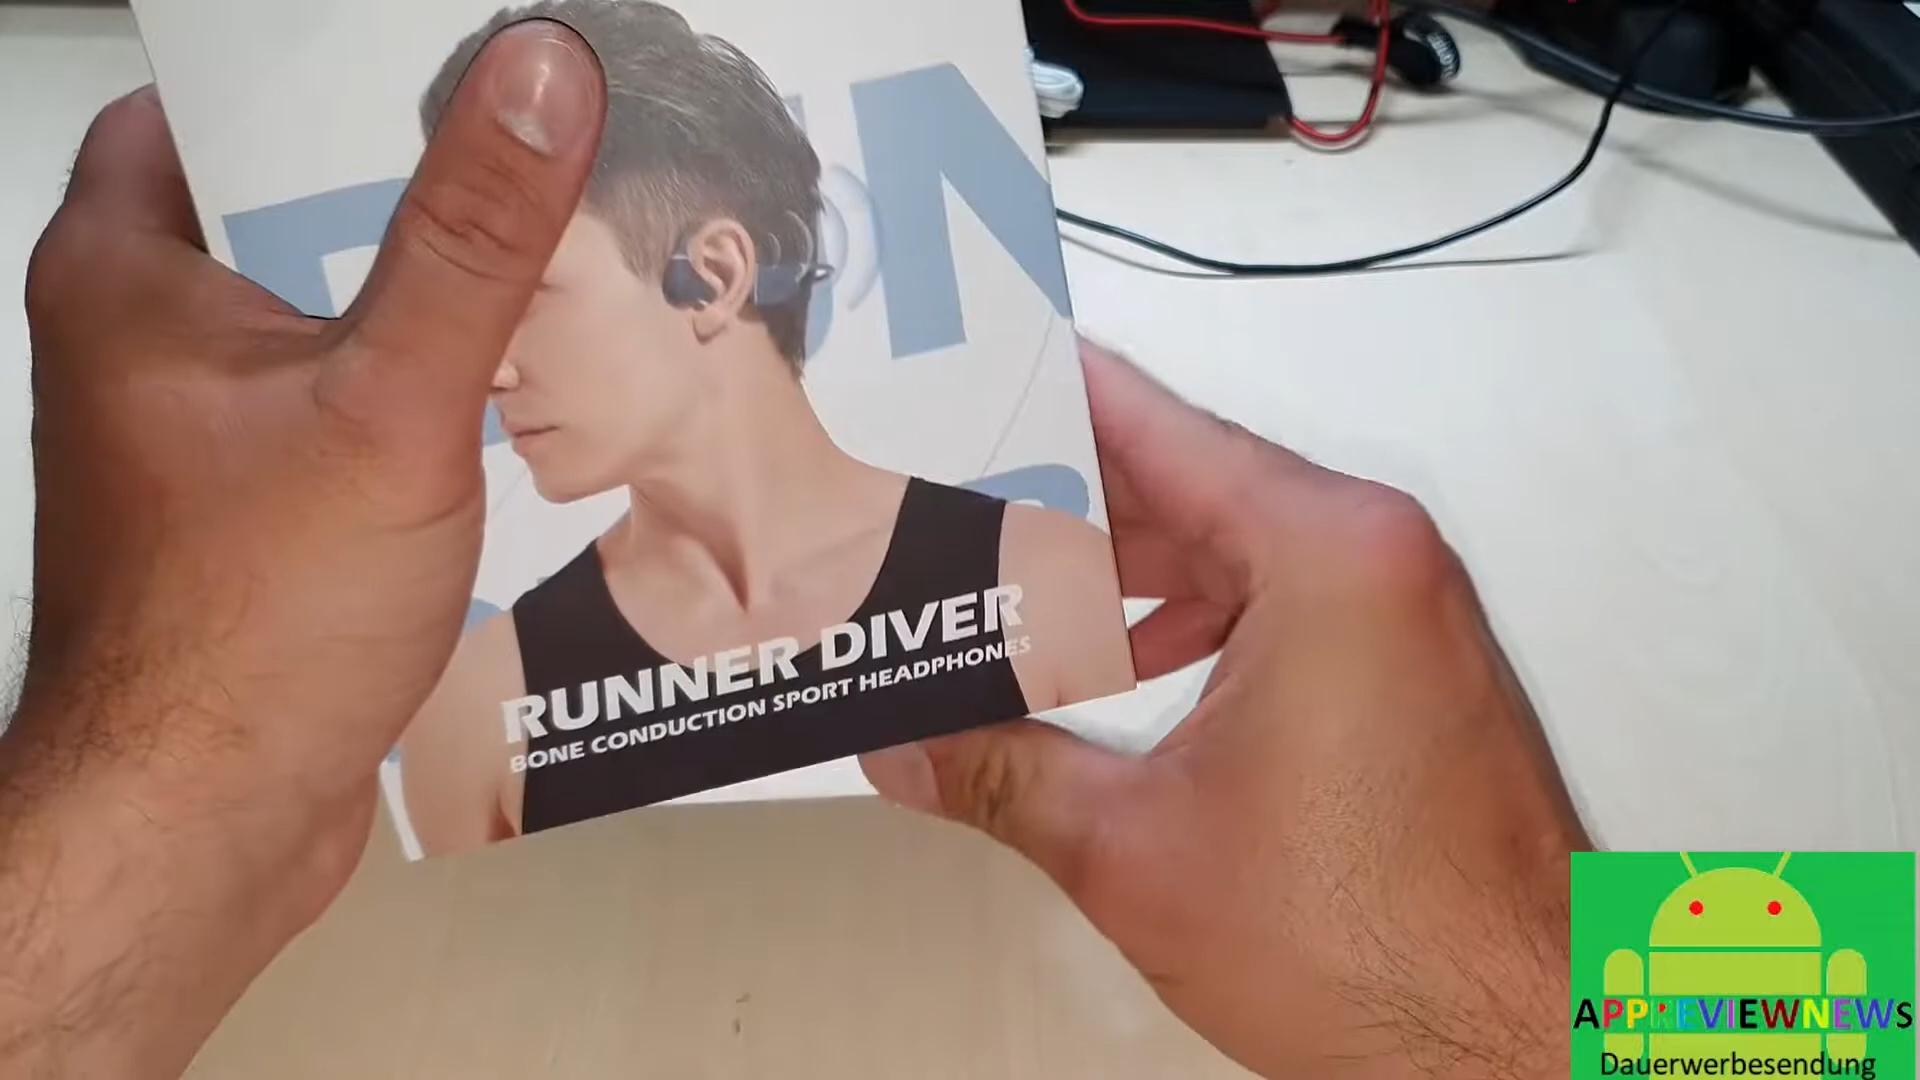 RUNNER DIVER
BONE CONDUCTION SPORT HEADPHONES
APPREVIEWNEWs
Dauerwerbesendung